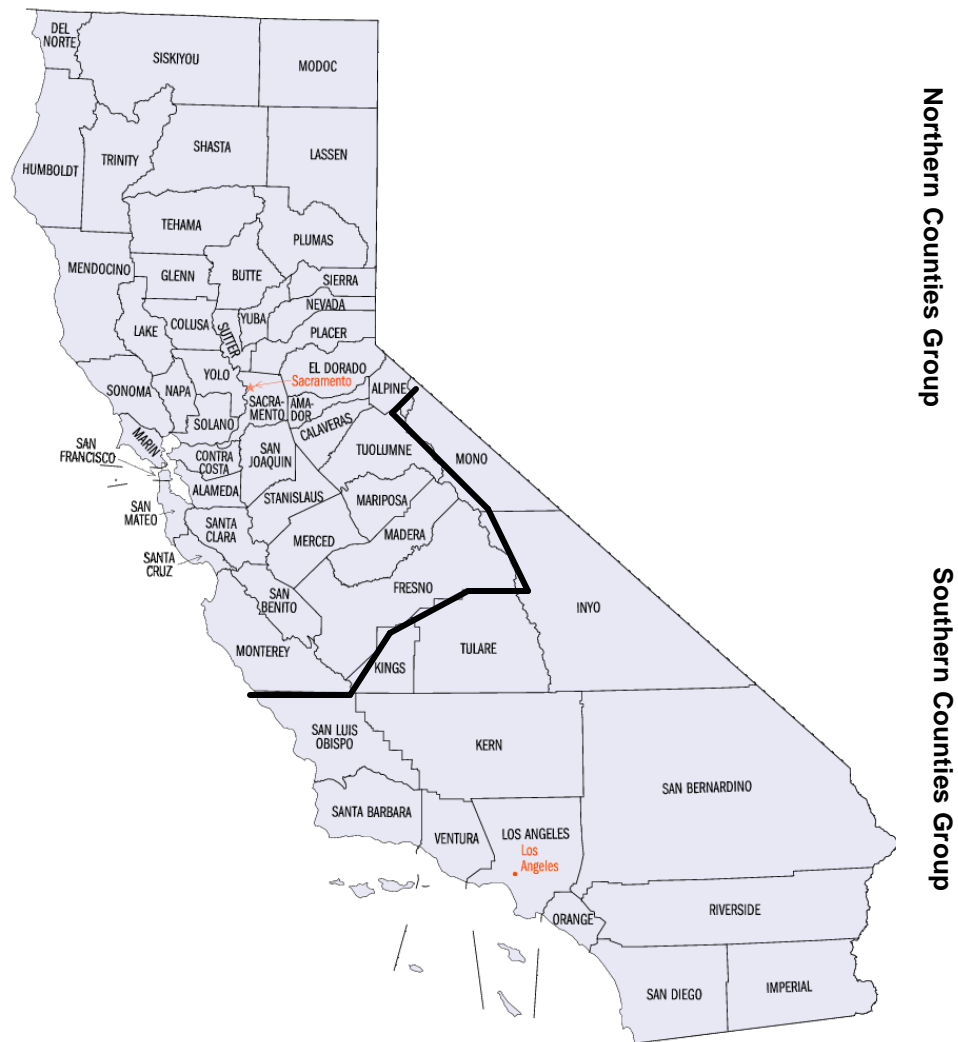 DEL
NORTE
SISKIYOU
MODOC
HUMBOLDT
TRINITY
SHASTA
LASSEN
TEHAMA
PLUMAS
MENDOCINO
GLENN
BUTTE
SIERRA
NEVADA
LAKE
COLUSA
SUTTER
YUBA
PLACER
SONOMA
NAPA
YOLO
EL DORADO
Sacramento
ALPINE
SACRA-
MENTO
AMA-
DOR
SOLANO
CALAVERAS
MARIN
SAN
FRANCISCO
CONTRA
COSTA
SAN
JOAQUIN
TUOLUMNE
MONO
ALAMEDA
STANISLAUS
MARIPOSA
SAN
MATEO
SANTA
CLARA
MERCED
MADERA
SANTA
CRUZ
SAN
BENITO
FRESNO
INYO
MONTEREY
KINGS
TULARE
SAN LUIS
OBISPO
KERN
SAN BERNARDINO
SANTA BARBARA
VENTURA
LOS ANGELES
Los
Angeles
ORANGE
RIVERSIDE
SAN DIEGO
IMPERIAL
Northern Counties Group
Southern Counties Group